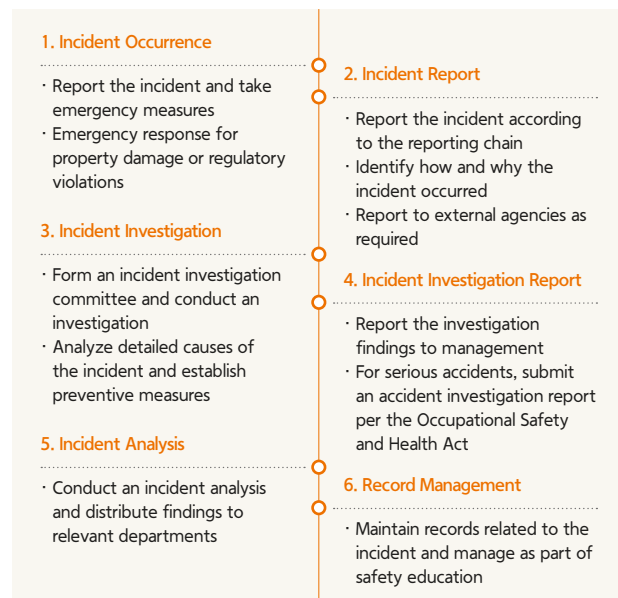 1. Incident Occurrence
· Report the incident and take
emergency measures
· Emergency response for
property damage or regulatory
violations
2. Incident Report
· Report the incident according
to the reporting chain
· Identify how and why the
incident occurred
· Report to external agencies as
required
3. Incident Investigation
· Form an incident investigation
committee and conduct an
investigation
· Analyze detailed causes of
the incident and establish
preventive measures
4. Incident Investigation Report
· Report the investigation
findings to management
· For serious accidents, submit
an accident investigation report
per the Occupational Safety
and Health Act
5. Incident Analysis
· Conduct an incident analysis
and distribute findings to
relevant departments
6. Record Management
· Maintain records related to the
incident and manage as part of
safety education